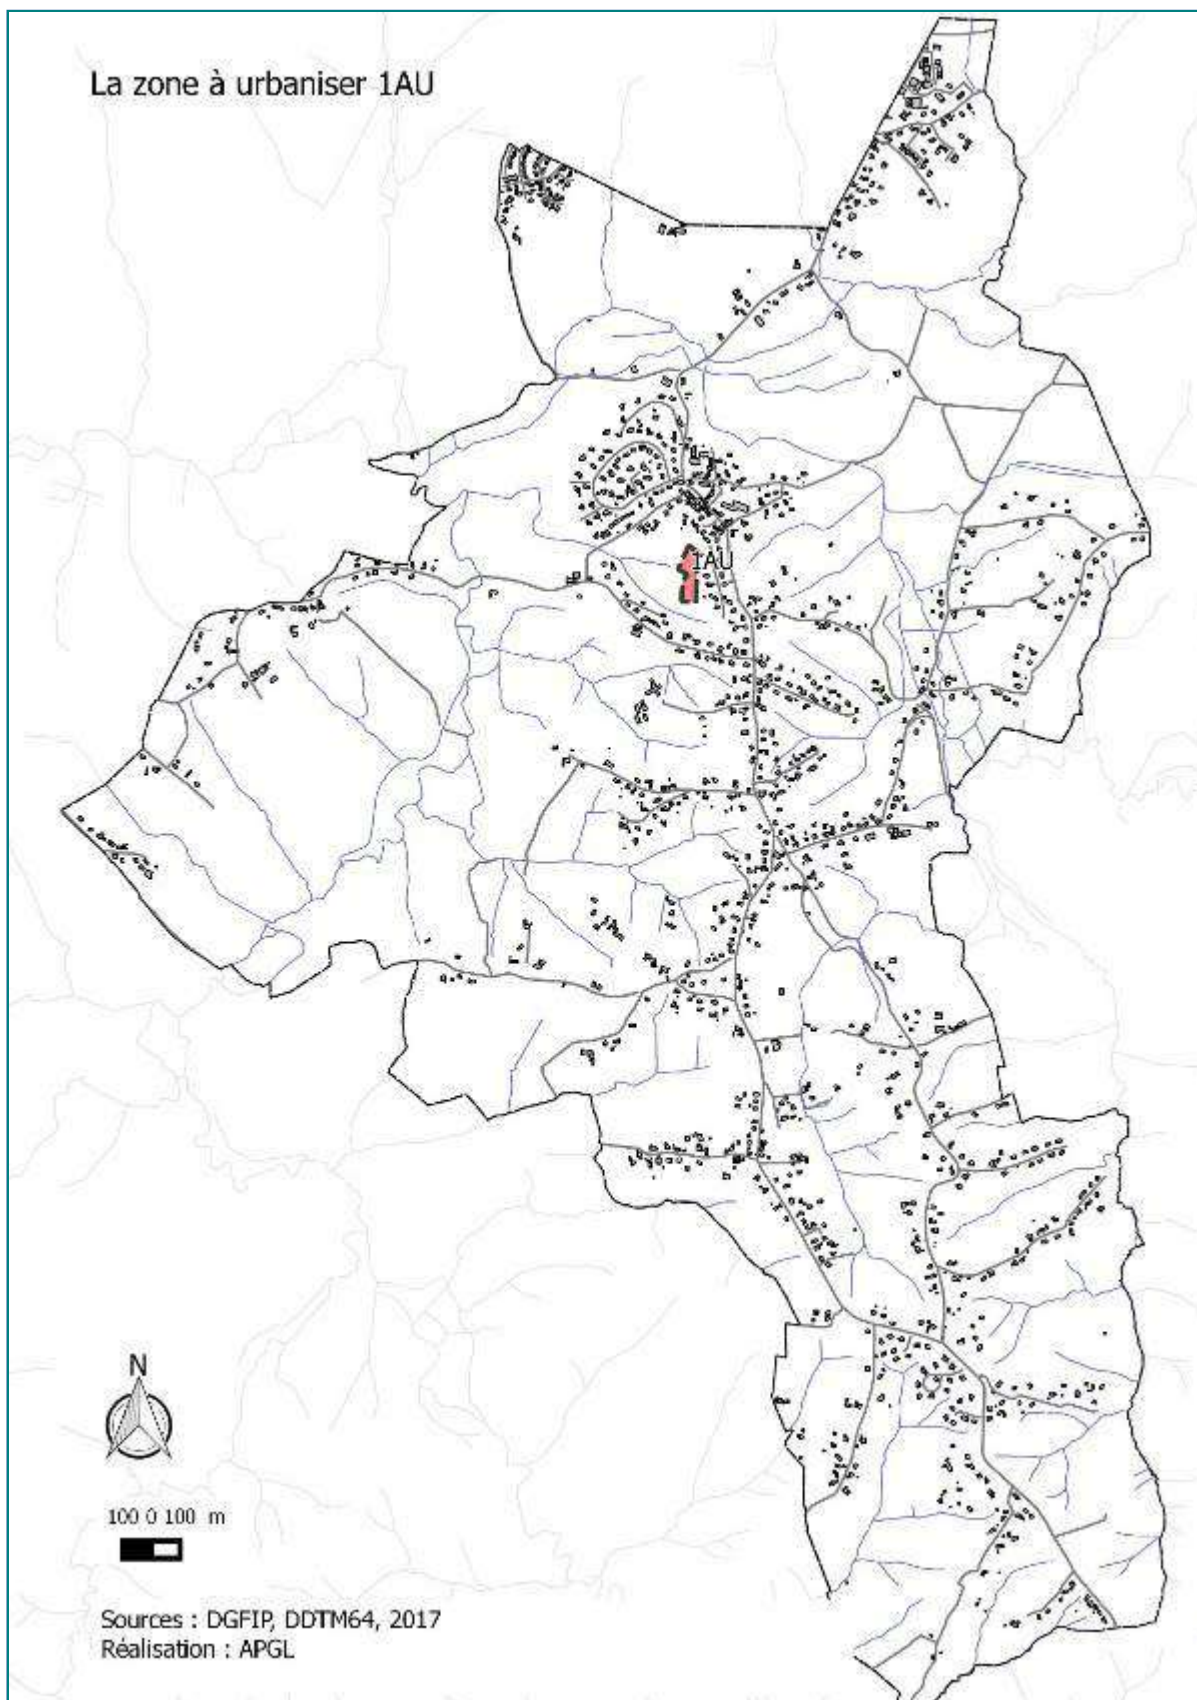 La zone à urbaniser 1AU
1AU
N
100 0 100 m
Sources : DGFIP, DDTM64, 2017
Réalisation : APGL